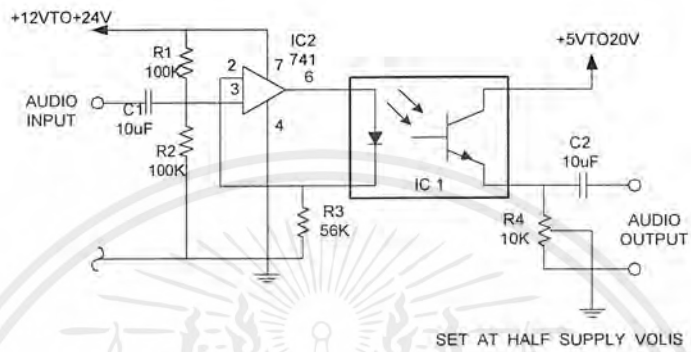 +12VTO+24V
R1
100K
2
3
7
IC2
741
6
4
+5VTO20V
AUDIO
INPUT
C1
10uF
R2
100K
IC 1
C2
10uF
R3
56K
R4
10K
AUDIO
OUTPUT
SET AT HALF SUPPLY VOLIS